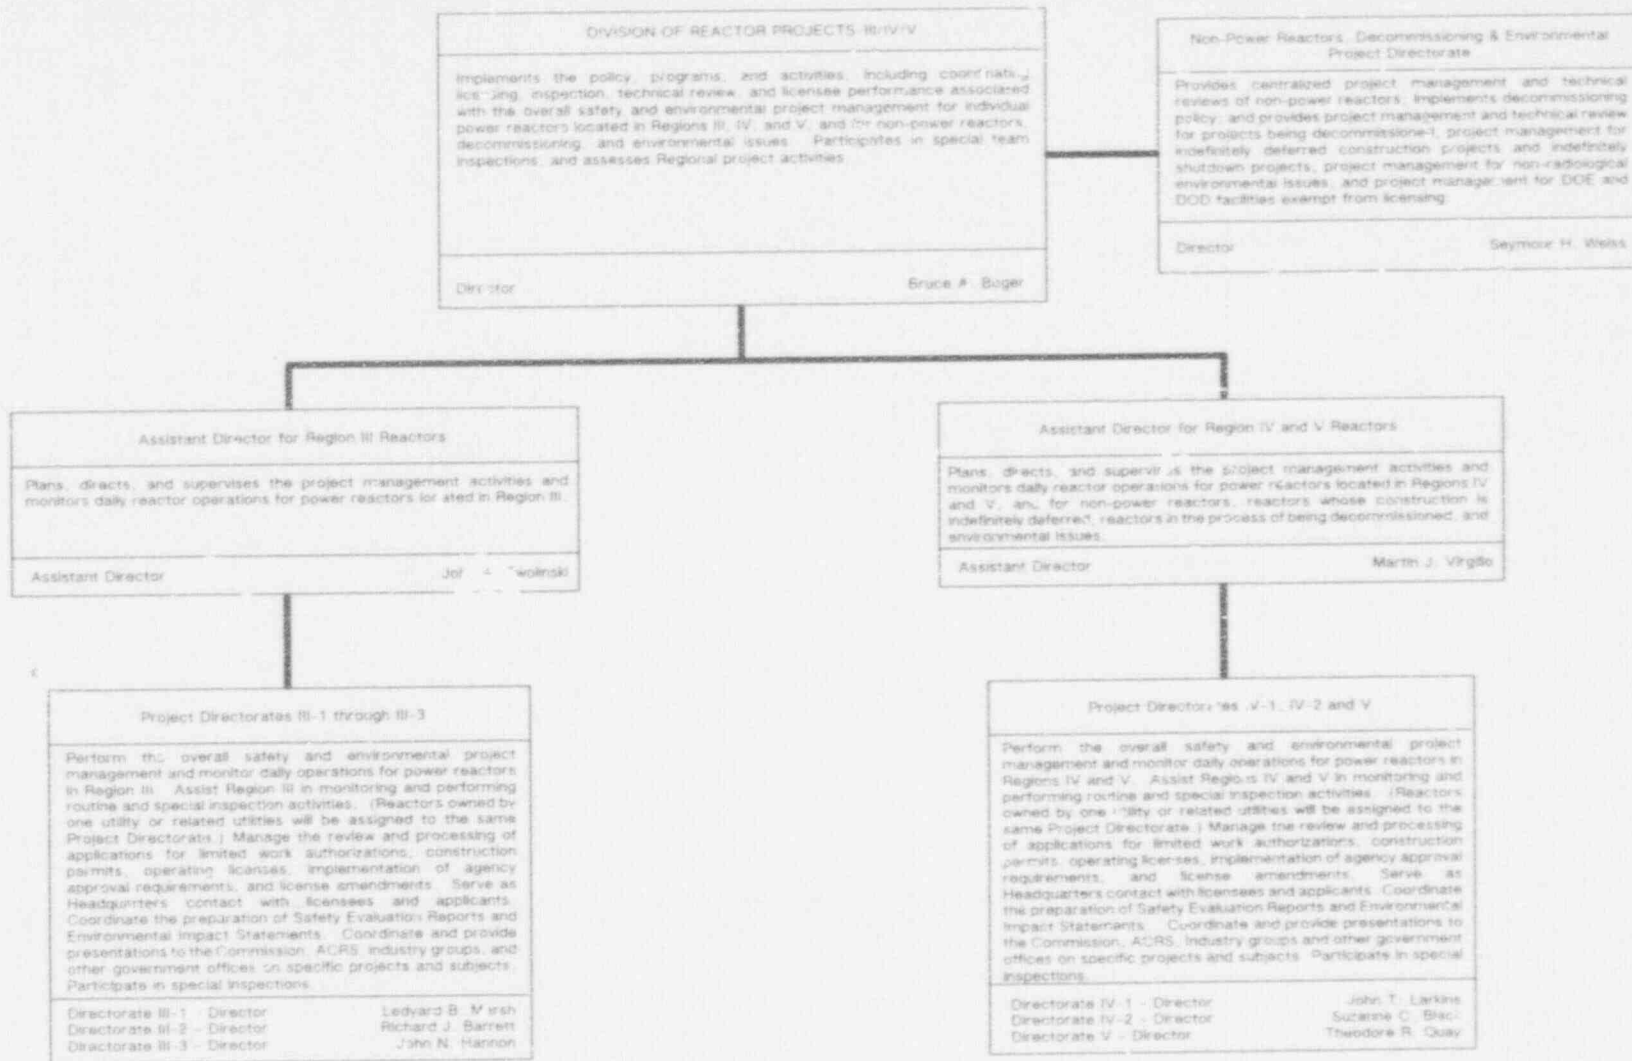 DIVISION OF REACTOR PROJECTS III/IV/V
Implements the policy, programs, and activities, including
inspection, technical review, and licensee performance associated
with the overall safety and environmental project management for individual
power reactors located in Regions III, IV, and V, and for non-power reactors,
decommissioning, and environmental issues. Participates in special team
inspections, and assesses Regional project activities
Director
Bruce A. Boger
Non-Power Reactors, Decommissioning & Environmental
Project Directorate
Provides centralized project management and technical
reviews of non-power reactors; implements decommissioning
policy; and provides project management and technical review
for projects being decommissioned, project management for
indefinitely deferred construction projects and indefinitely
shutdown projects, project management for non-radiological
environmental issues, and project management for DOE and
DOD facilities exempt from licensing.
Director
Seymour H. Weiss
Assistant Director for Region III Reactors
Plans, directs, and supervises the project management activities and
monitors daily reactor operations for power reactors located in Region III.
Assistant Director
Assistant Director for Region IV and V Reactors
Plans, directs, and supervises the project management activities and
monitors daily reactor operations for power reactors located in Regions IV
and V, and for non-power reactors, reactors whose construction is
indefinitely deferred, reactors in the process of being decommissioned, and
environmental issues.
Assistant Director
Martin J. Virgilio
Project Directorates III-1 through III-3
Perform the overall safety and environmental project
management and monitor daily operations for power reactors
in Region III. Assist Region III in monitoring and performing
routine and special inspection activities. (Reactors owned by
one utility or related utilities will be assigned to the same
Project Directorate.) Manage the review and processing of
applications for limited work authorizations, construction
permits, operating licenses, implementation of agency
approval requirements, and license amendments. Serve as
Headquarters contact with licensees and applicants.
Coordinate the preparation of Safety Evaluation Reports and
Environmental Impact Statements. Coordinate and provide
presentations to the Commission, ACRS, industry groups, and
other government offices on specific projects and subjects.
Participate in special inspections.
Directorate III-1 - Director Ledyard B. Marsh
Directorate III-2 - Director Richard J. Barrett
Directorate III-3 - Director John N. Hannon
Project Directorates IV-1, IV-2 and V
Perform the overall safety and environmental project
management and monitor daily operations for power reactors in
Regions IV and V. Assist Regions IV and V in monitoring and
performing routine and special inspection activities. (Reactors
owned by one utility or related utilities will be assigned to the
same Project Directorate.) Manage the review and processing
of applications for limited work authorizations, construction
permits, operating licenses, implementation of agency approval
requirements, and license amendments. Serve as
Headquarters contact with licensees and applicants. Coordinate
the preparation of Safety Evaluation Reports and Environmental
Impact Statements. Coordinate and provide presentations to
the Commission, ACRS, Industry groups and other government
offices on specific projects and subjects. Participate in special
inspections.
Directorate IV-1 - Director John T. Larkins
Directorate IV-2 - Director Suzanne C. Black
Directorate V - Director Theodore R. Quay